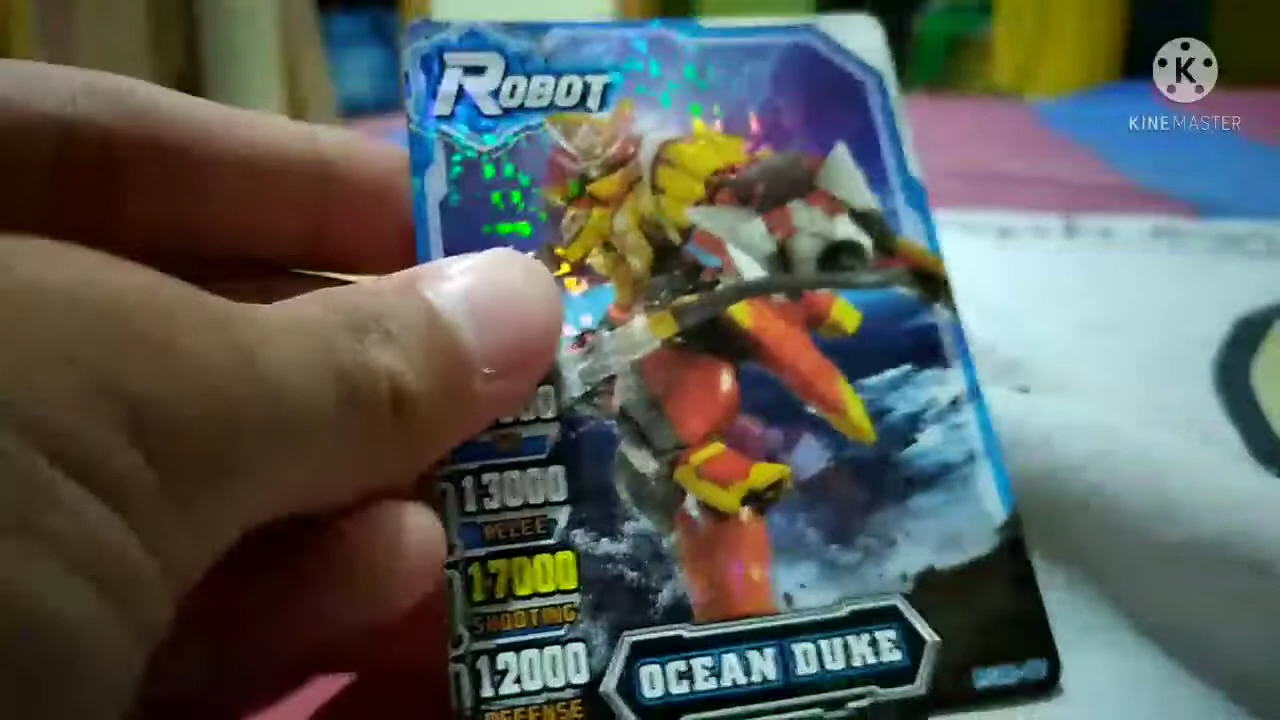 ROBOT
K
KINEMASTER
13000
MELEE
17000
SHOOTING
12000
DEFENSE
OCEAN DUKE